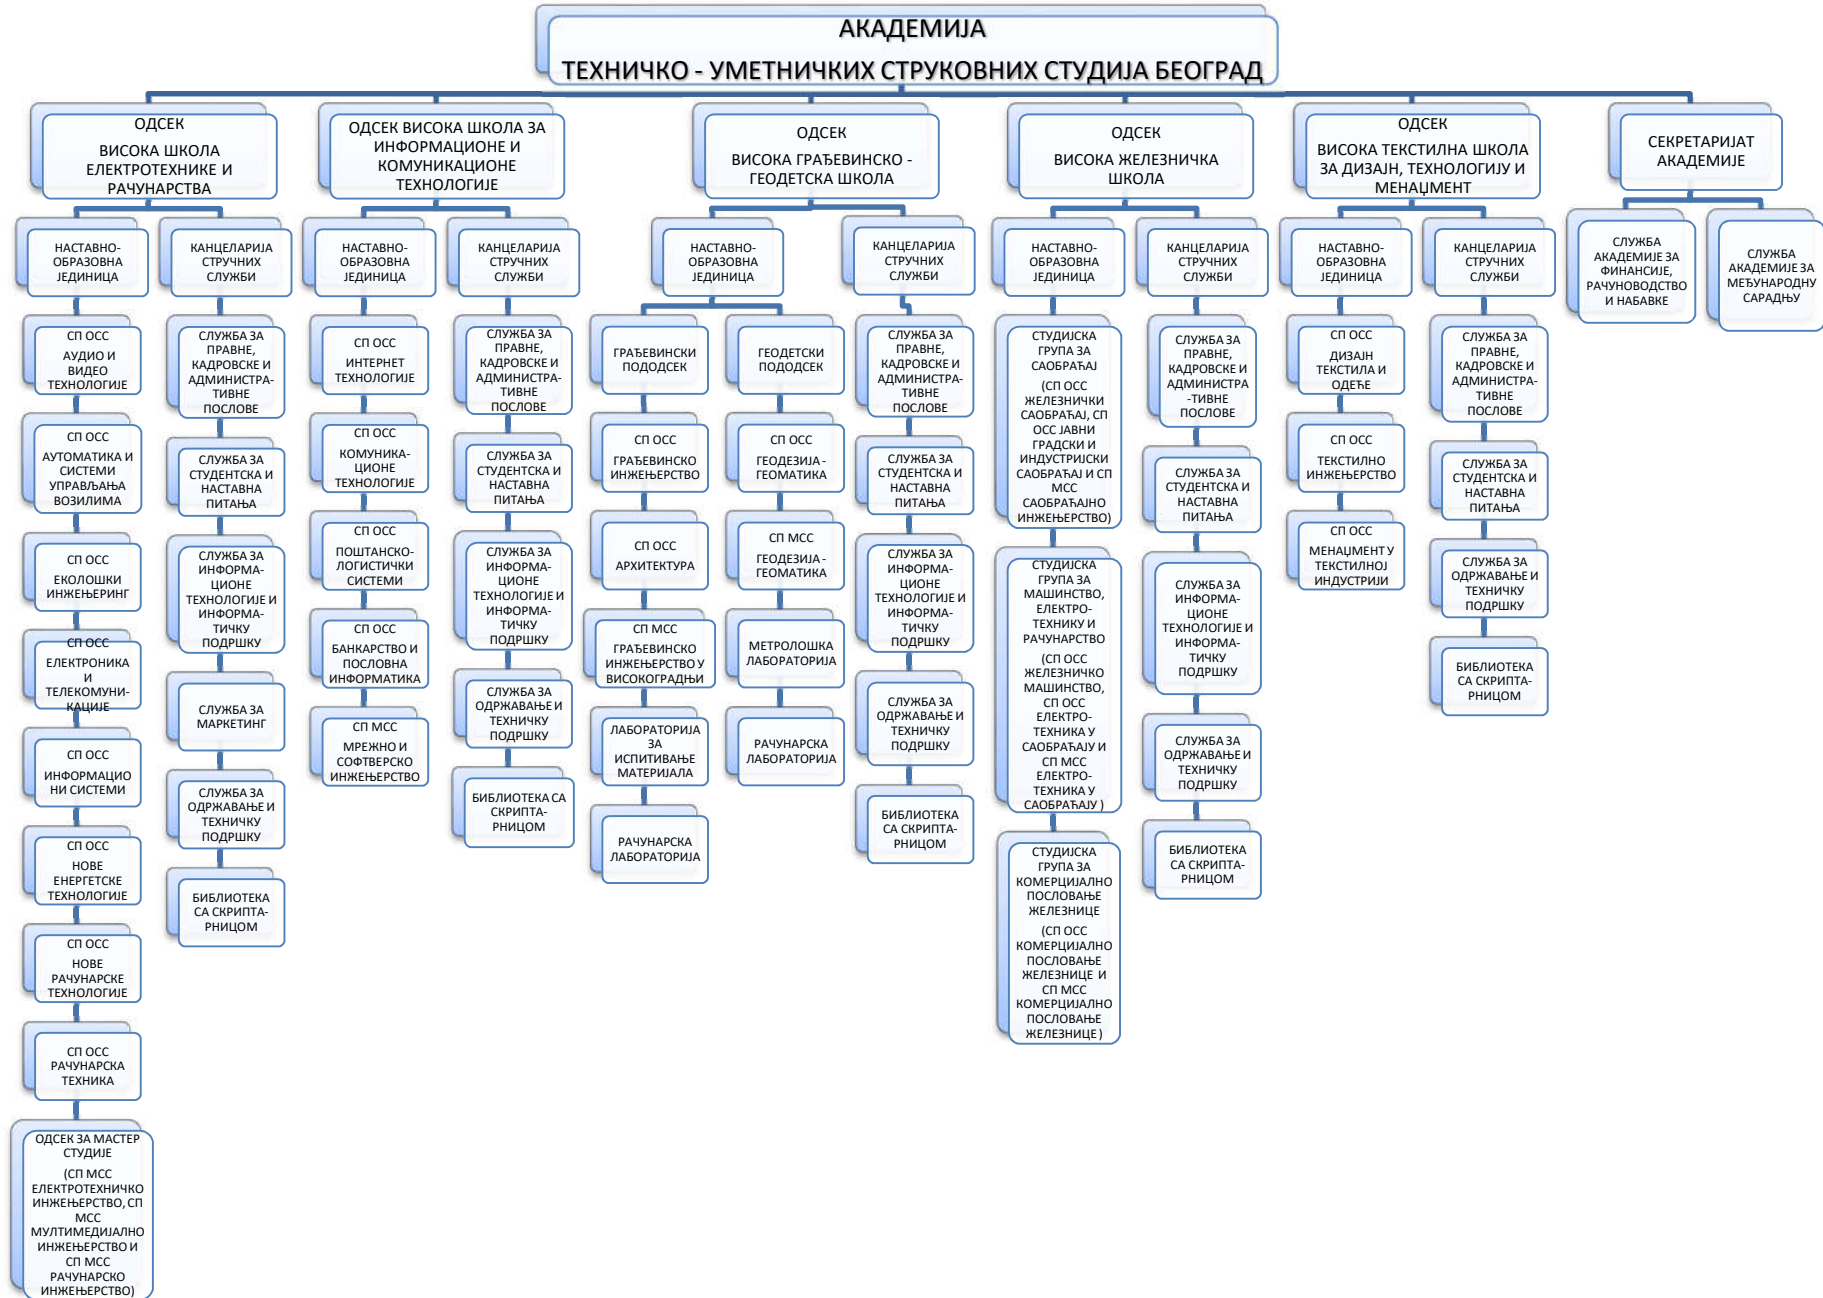 АКАДЕМИЈА
ТЕХНИЧКО - УМЕТНИЧКИХ СТРУКОВНИХ СТУДИЈА БЕОГРАД
ОДСЕК
ВИСОКА ШКОЛА
ЕЛЕКТРОТЕХНИКЕ И
РАЧУНАРСТВА
НАСТАВНО-
ОБРАЗОВНА
ЈЕДИНИЦА
СП ОСС
АУДИО И
ВИДЕО
ТЕХНОЛОГИЈЕ
СП ОСС
АУТОМАТИКА И
СИСТЕМИ
УПРАВЉАЊА
ВОЗИЛИМА
СП ОСС
ЕКОЛОШКИ
ИНЖЕЊЕРИНГ
СП ОСС
ЕЛЕКТРОНИКА
И
ТЕЛЕКОМУНИ-
КАЦИЈЕ
СП ОСС
ИНФОРМАЦИО
НИ СИСТЕМИ
СП ОСС
НОВЕ
ЕНЕРГЕТСКЕ
ТЕХНОЛОГИЈЕ
СП ОСС
НОВЕ
РАЧУНАРСКЕ
ТЕХНОЛОГИЈЕ
СП ОСС
РАЧУНАРСКА
ТЕХНИКА
ОДСЕК ЗА МАСТЕР
СТУДИЈЕ
(СП МСС
ЕЛЕКТРОТЕХНИЧКО
ИНЖЕЊЕРСТВО, СП
МСС
МУЛТИМЕДИЈАЛНО
ИНЖЕЊЕРСТВО И
СП МСС
РАЧУНАРСКО
ИНЖЕЊЕРСТВО)
КАНЦЕЛАРИЈА
СТРУЧНИХ
СЛУЖБИ
СЛУЖБА ЗА
ПРАВНЕ,
КАДРОВСКЕ И
АДМИНИСТРА-
ТИВНЕ
ПОСЛОВЕ
СЛУЖБА ЗА
СТУДЕНТСКА И
НАСТАВНА
ПИТАЊА
СЛУЖБА ЗА
ИНФОРМА-
ЦИОНЕ
ТЕХНОЛОГИЈЕ И
ИНФОРМА-
ТИЧКУ
ПОДРШКУ
СЛУЖБА ЗА
МАРКЕТИНГ
СЛУЖБА ЗА
ОДРЖАВАЊЕ И
ТЕХНИЧКУ
ПОДРШКУ
БИБЛИОТЕКА
СА СКРИПТА-
РНИЦОМ
ОДСЕК ВИСОКА ШКОЛА ЗА
ИНФОРМАЦИОНЕ И
КОМУНИКАЦИОНЕ
ТЕХНОЛОГИЈЕ
НАСТАВНО-
ОБРАЗОВНА
ЈЕДИНИЦА
СП ОСС
ИНТЕРНЕТ
ТЕХНОЛОГИЈЕ
СП ОСС
КОМУНИКА-
ЦИОНЕ
ТЕХНОЛОГИЈЕ
СП ОСС
ПОШТАНСКО-
ЛОГИСТИЧКИ
СИСТЕМИ
СП ОСС
БАНКАРСТВО И
ПОСЛОВНА
ИНФОРМАТИКА
СП МСС
МРЕЖНО И
СОФТВЕРСКО
ИНЖЕЊЕРСТВО
КАНЦЕЛАРИЈА
СТРУЧНИХ
СЛУЖБИ
СЛУЖБА ЗА
ПРАВНЕ,
КАДРОВСКЕ И
АДМИНИСТРА-
ТИВНЕ
ПОСЛОВЕ
СЛУЖБА ЗА
СТУДЕНТСКА И
НАСТАВНА
ПИТАЊА
СЛУЖБА ЗА
ИНФОРМА-
ЦИОНЕ
ТЕХНОЛОГИЈЕ И
ИНФОРМА-
ТИЧКУ
ПОДРШКУ
СЛУЖБА ЗА
ОДРЖАВАЊЕ И
ТЕХНИЧКУ
ПОДРШКУ
БИБЛИОТЕКА СА
СКРИПТА-
РНИЦОМ
ОДСЕК
ВИСОКА ГРАЂЕВИНСКО -
ГЕОДЕТСКА ШКОЛА
НАСТАВНО-
ОБРАЗОВНА
ЈЕДИНИЦА
ГРАЂЕВИНСКИ
ПОДОДСЕК
СП ОСС
ГРАЂЕВИНСКО
ИНЖЕЊЕРСТВО
СП ОСС
АРХИТЕКТУРА
СП МСС
ГРАЂЕВИНСКО
ИНЖЕЊЕРСТВО У
ВИСОКОГРАДЊИ
ЛАБОРАТОРИЈА
ЗА
ИСПИТИВАЊЕ
МАТЕРИЈАЛА
РАЧУНАРСКА
ЛАБОРАТОРИЈА
ГЕОДЕТСКИ
ПОДОДСЕК
СП ОСС
ГЕОДЕЗИЈА -
ГЕОМАТИКА
СП МСС
ГЕОДЕЗИЈА -
ГЕОМАТИКА
МЕТРОЛОШКА
ЛАБОРАТОРИЈА
РАЧУНАРСКА
ЛАБОРАТОРИЈА
КАНЦЕЛАРИЈА
СТРУЧНИХ
СЛУЖБИ
СЛУЖБА ЗА
ПРАВНЕ,
КАДРОВСКЕ И
АДМИНИСТРА-
ТИВНЕ
ПОСЛОВЕ
СЛУЖБА ЗА
СТУДЕНТСКА И
НАСТАВНА
ПИТАЊА
СЛУЖБА ЗА
ИНФОРМА-
ЦИОНЕ
ТЕХНОЛОГИЈЕ И
ИНФОРМА-
ТИЧКУ
ПОДРШКУ
СЛУЖБА ЗА
ОДРЖАВАЊЕ И
ТЕХНИЧКУ
ПОДРШКУ
БИБЛИОТЕКА
СА СКРИПТА-
РНИЦОМ
ОДСЕК
ВИСОКА ЖЕЛЕЗНИЧКА
ШКОЛА
НАСТАВНО-
ОБРАЗОВНА
ЈЕДИНИЦА
СТУДИЈСКА
ГРУПА ЗА
САОБРАЋАЈ
(СП ОСС
ЖЕЛЕЗНИЧКИ
САОБРАЋАЈ, СП
ОСС ЈАВНИ
ГРАДСКИ И
ИНДУСТРИЈСКИ
САОБРАЋАЈ И СП
МСС
САОБРАЋАЈНО
ИНЖЕЊЕРСТВО)
СТУДИЈСКА
ГРУПА ЗА
МАШИНСТВО,
ЕЛЕКТРО-
ТЕХНИКУ И
РАЧУНАРСТВО
(СП ОСС
ЖЕЛЕЗНИЧКО
МАШИНСТВО,
СП ОСС
ЕЛЕКТРО-
ТЕХНИКА У
САОБРАЋАЈУ И
СП МСС
ЕЛЕКТРО-
ТЕХНИКА У
САОБРАЋАЈУ )
СТУДИЈСКА
ГРУПА ЗА
КОМЕРЦИЈАЛНО
ПОСЛОВАЊЕ
ЖЕЛЕЗНИЦЕ
(СП ОСС
КОМЕРЦИЈАЛНО
ПОСЛОВАЊЕ
ЖЕЛЕЗНИЦЕ И
СП МСС
КОМЕРЦИЈАЛНО
ПОСЛОВАЊЕ
ЖЕЛЕЗНИЦЕ )
КАНЦЕЛАРИЈА
СТРУЧНИХ
СЛУЖБИ
СЛУЖБА ЗА
ПРАВНЕ,
КАДРОВСКЕ И
АДМИНИСТРА
-ТИВНЕ
ПОСЛОВЕ
СЛУЖБА ЗА
СТУДЕНТСКА И
НАСТАВНА
ПИТАЊА
СЛУЖБА ЗА
ИНФОРМА-
ЦИОНЕ
ТЕХНОЛОГИЈЕ И
ИНФОРМА-
ТИЧКУ
ПОДРШКУ
СЛУЖБА ЗА
ОДРЖАВАЊЕ И
ТЕХНИЧКУ
ПОДРШКУ
БИБЛИОТЕКА
СА СКРИПТА-
РНИЦОМ
ОДСЕК
ВИСОКА ТЕКСТИЛНА ШКОЛА
ЗА ДИЗАЈН, ТЕХНОЛОГИЈУ И
МЕНАЏМЕНТ
НАСТАВНО-
ОБРАЗОВНА
ЈЕДИНИЦА
СП ОСС
ДИЗАЈН
ТЕКСТИЛА И
ОДЕЋЕ
СП ОСС
ТЕКСТИЛНО
ИНЖЕЊЕРСТВО
СП ОСС
МЕНАЏМЕНТ У
ТЕКСТИЛНОЈ
ИНДУСТРИЈИ
КАНЦЕЛАРИЈА
СТРУЧНИХ
СЛУЖБИ
СЛУЖБА ЗА
ПРАВНЕ,
КАДРОВСКЕ И
АДМИНИСТРА-
ТИВНЕ
ПОСЛОВЕ
СЛУЖБА ЗА
СТУДЕНТСКА И
НАСТАВНА
ПИТАЊА
СЛУЖБА ЗА
ОДРЖАВАЊЕ И
ТЕХНИЧКУ
ПОДРШКУ
БИБЛИОТЕКА
СА СКРИПТА-
РНИЦОМ
СЕКРЕТАРИЈАТ
АКАДЕМИЈЕ
СЛУЖБА
АКАДЕМИЈЕ ЗА
ФИНАНСИЈЕ,
РАЧУНОВОДСТВО
И НАБАВКЕ
СЛУЖБА
АКАДЕМИЈЕ ЗА
МЕЂУНАРОДНУ
САРАДЊУ